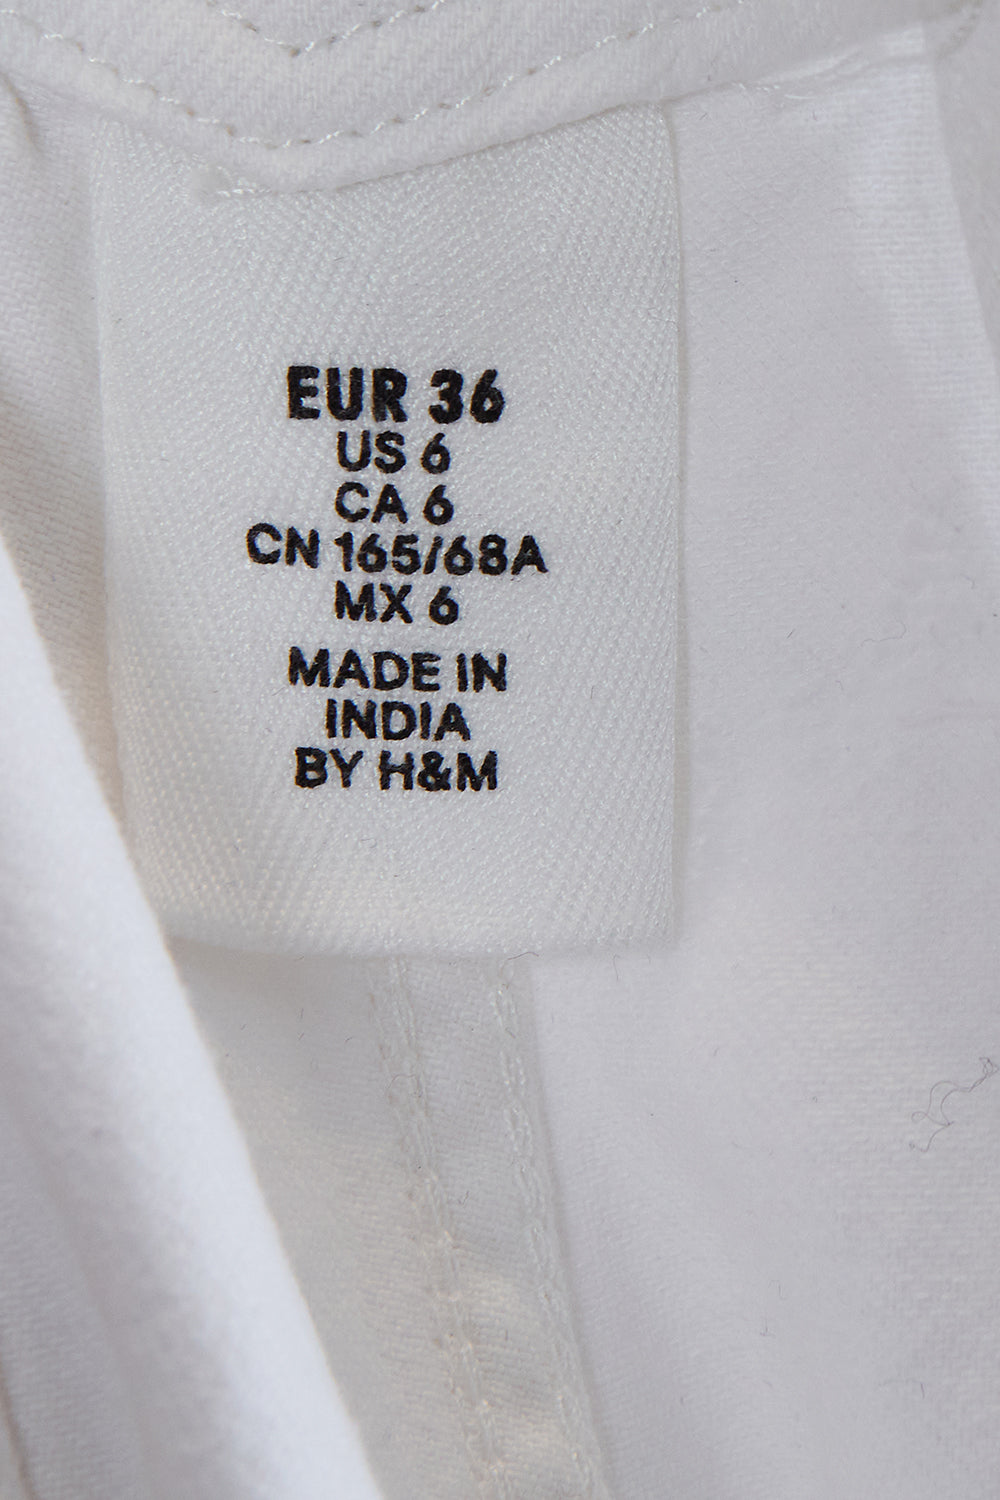 EUR 36
US 6
CA 6
CN 165/68A
MX 6
MADE IN
INDIA
BY H&M